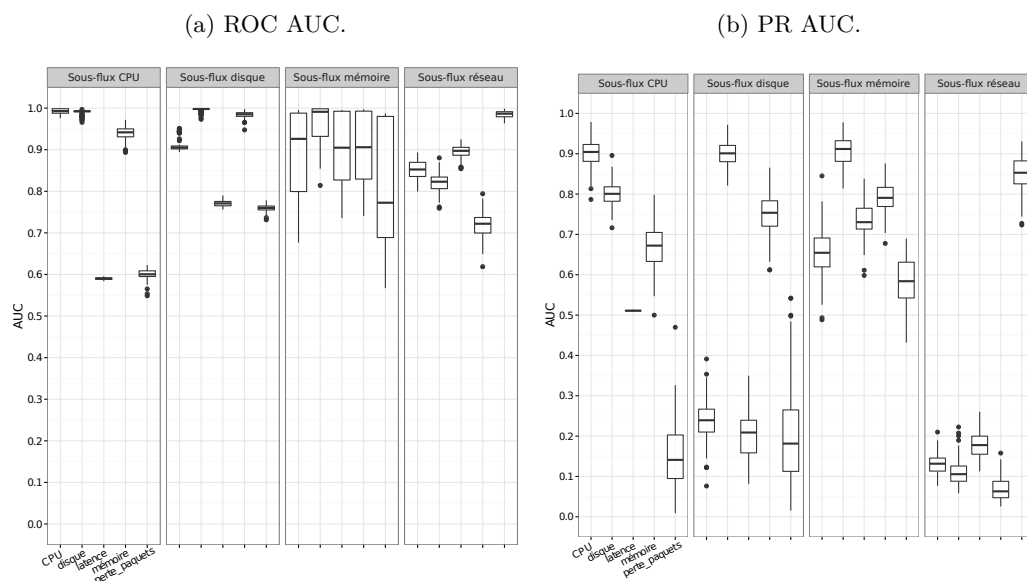 (a) ROC AUC.
Sous-flux CPU Sous-flux disque Sous-flux mémoire Sous-flux réseau
1.0
0.9
0.8
0.7
0.6
AUC
0.5
0.4
0.3
0.2
0.1
0.0
CPU disque latence mémoire perte_paquets
(b) PR AUC.
Sous-flux CPU Sous-flux disque Sous-flux mémoire Sous-flux réseau
1.0
0.9
0.8
0.7
0.6
AUC
0.5
0.4
0.3
0.2
0.1
0.0
CPU disque latence mémoire perte_paquets